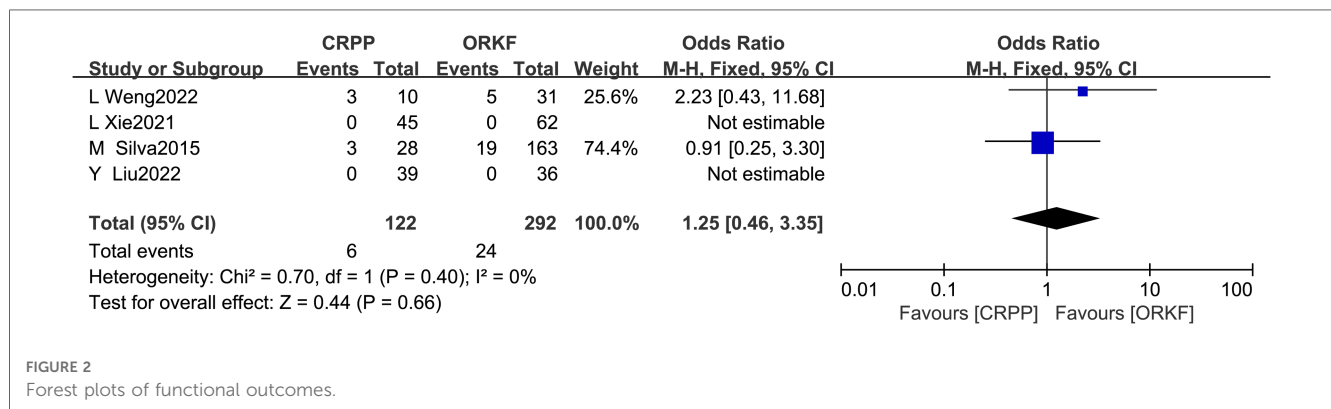 CRPP ORKF Odds Ratio Odds Ratio
Study or Subgroup Events Total Events Total Weight M-H, Fixed, 95% CI M-H, Fixed, 95% CI
L Weng2022 3 10 5 31 25.6% 2.23 [0.43, 11.68]
L Xie2021 0 45 0 62 Not estimable
M Silva2015 3 28 19 163 74.4% 0.91 [0.25, 3.30]
Y Liu2022 0 39 0 36 Not estimable
Total (95% CI) 122 292 100.0% 1.25 [0.46, 3.35]
Total events 6 24
Heterogeneity: Chi² = 0.70, df = 1 (P = 0.40); I² = 0%
Test for overall effect: Z = 0.44 (P = 0.66)
0.01 0.1 1 10 100
Favours [CRPP] Favours [ORKF]
FIGURE 2
Forest plots of functional outcomes.